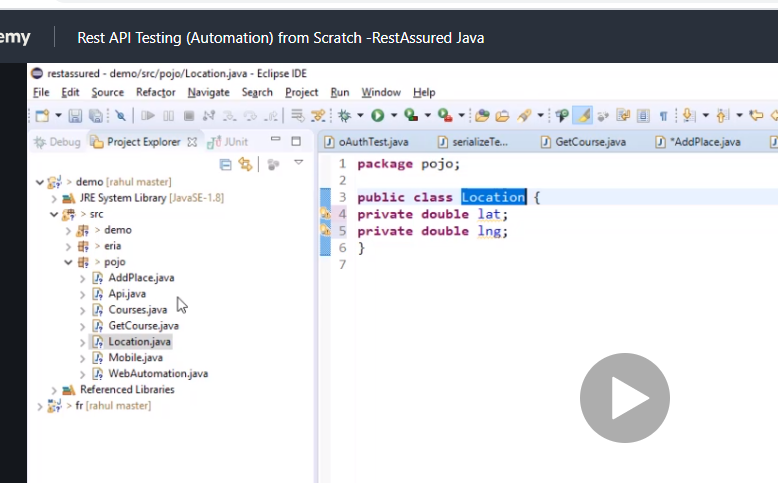 emy Rest API Testing (Automation) from Scratch -RestAssured Java
restassured - demo/src/pojo/Location.java - Eclipse IDE
File Edit Source Refactor Navigate Search Project Run Window Help
Debug Project Explorer JUnit
oAuthTest.java serializeTe... GetCourse.java *AddPlace.java
> demo [rahul master]
JRE System Library [JavaSE-1.8]
> src
> demo
> eria
> pojo
AddPlace.java
Api.java
Courses.java
GetCourse.java
Location.java
Mobile.java
WebAutomation.java
Referenced Libraries
> fr [rahul master]
1 package pojo;
2
3 public class Location {
4 private double lat;
5 private double lng;
6 }
7